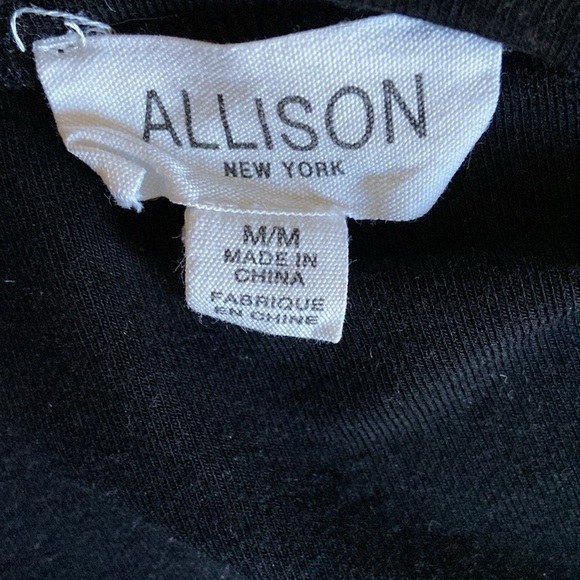 ALLISON
NEW YORK
M/M
MADE IN
CHINA
FABRIQUE
EN CHINE